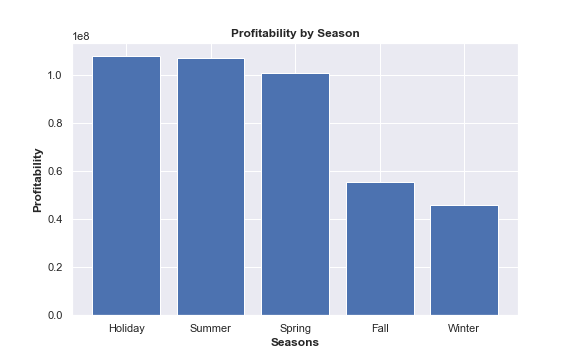 Profitability by Season
1e8
1.0
0.8
0.6
0.4
0.2
0.0
Profitability
Holiday Summer Spring Fall Winter
Seasons